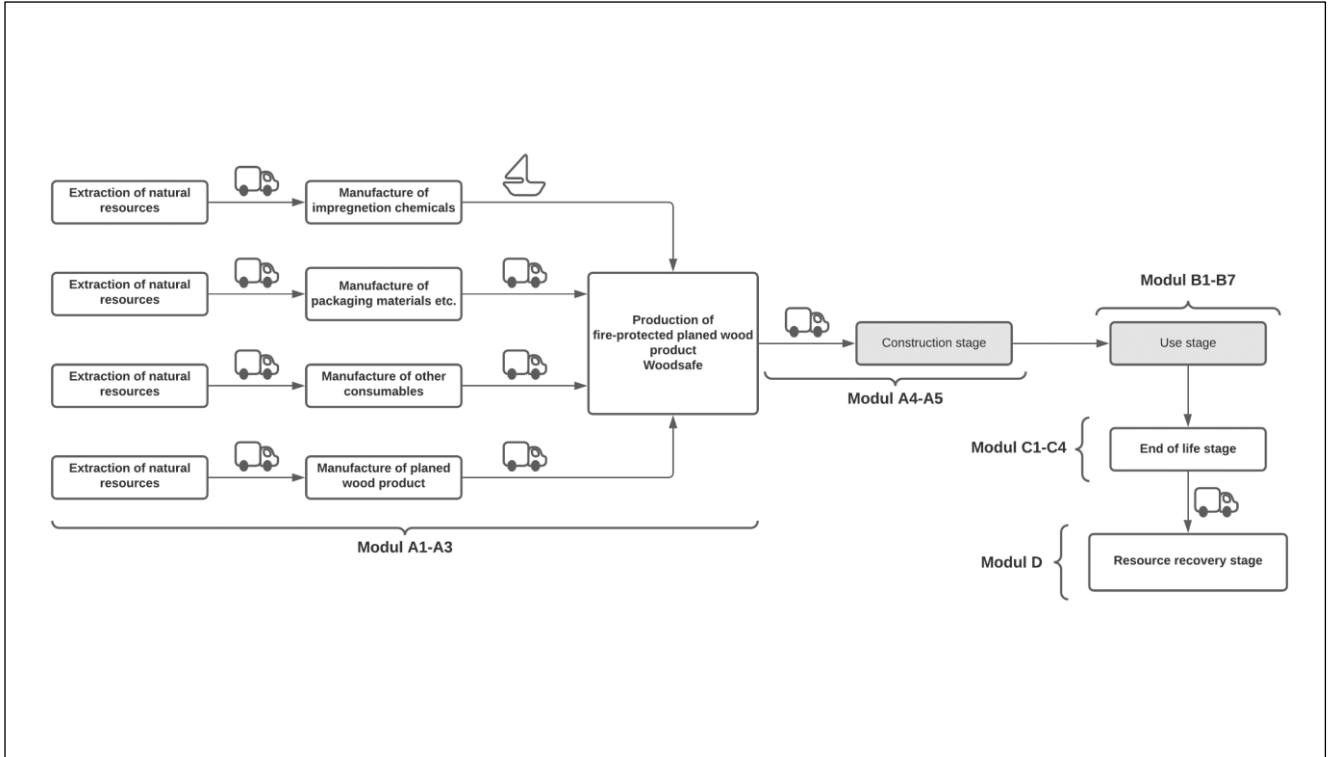 Extraction of natural
resources
Manufacture of
impregnetion chemicals
Extraction of natural
resources
Manufacture of
packaging materials etc.
Extraction of natural
resources
Manufacture of other
consumables
Extraction of natural
resources
Manufacture of planed
wood product
Modul A1-A3
Production of
fire-protected planed wood
product
Woodsafe
Construction stage
Modul A4-A5
Modul B1-B7
Use stage
Modul C1-C4
End of life stage
Modul D
Resource recovery stage